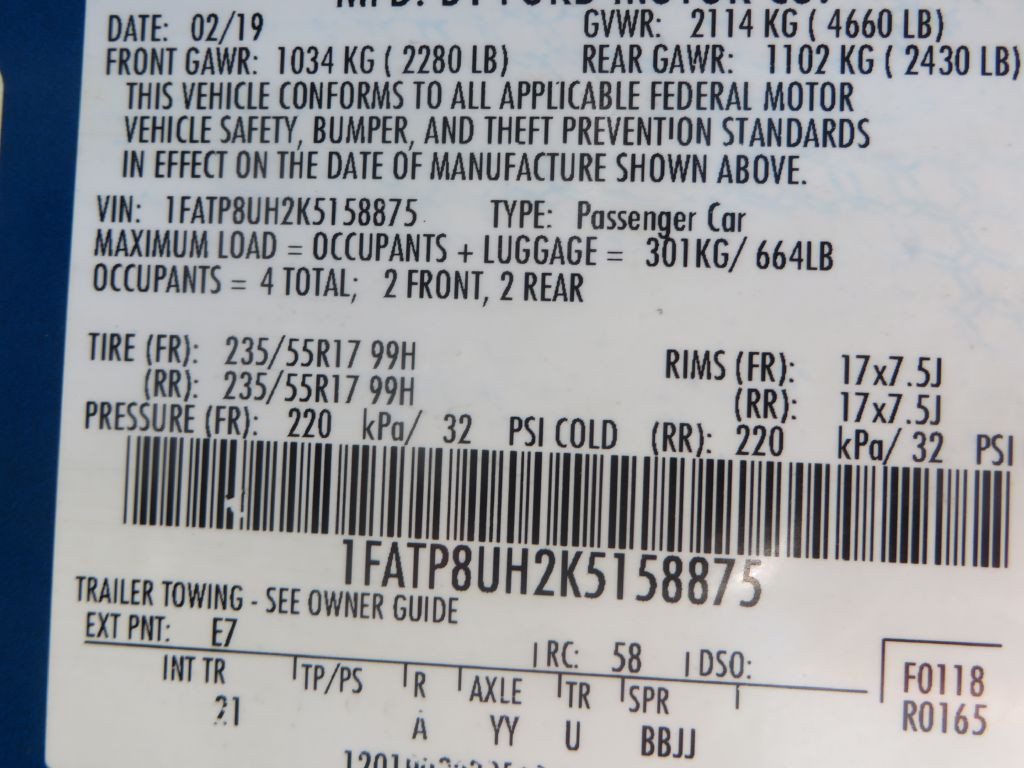 MFD. BY FORD MOTOR CO.
DATE: 02/19 GVWR: 2114 KG ( 4660 LB)
FRONT GAWR: 1034 KG ( 2280 LB) REAR GAWR: 1102 KG ( 2430 LB)
THIS VEHICLE CONFORMS TO ALL APPLICABLE FEDERAL MOTOR
VEHICLE SAFETY, BUMPER, AND THEFT PREVENTION STANDARDS
IN EFFECT ON THE DATE OF MANUFACTURE SHOWN ABOVE.
VIN: 1FATP8UH2K5158875 TYPE: Passenger Car
MAXIMUM LOAD = OCCUPANTS + LUGGAGE = 301KG/ 664LB
OCCUPANTS = 4 TOTAL; 2 FRONT, 2 REAR
TIRE (FR): 235/55R17 99H RIMS (FR): 17x7.5J
(RR): 235/55R17 99H (RR): 17x7.5J
PRESSURE (FR): 220 kPa/ 32 PSI COLD (RR): 220 kPa/ 32 PSI
1FATP8UH2K5158875
TRAILER TOWING - SEE OWNER GUIDE
EXT PNT: E7 RC: 58 DSO:
INT TR TP/PS R AXLE TR SPR
21 A YY U BBJJ
F0118
R0165